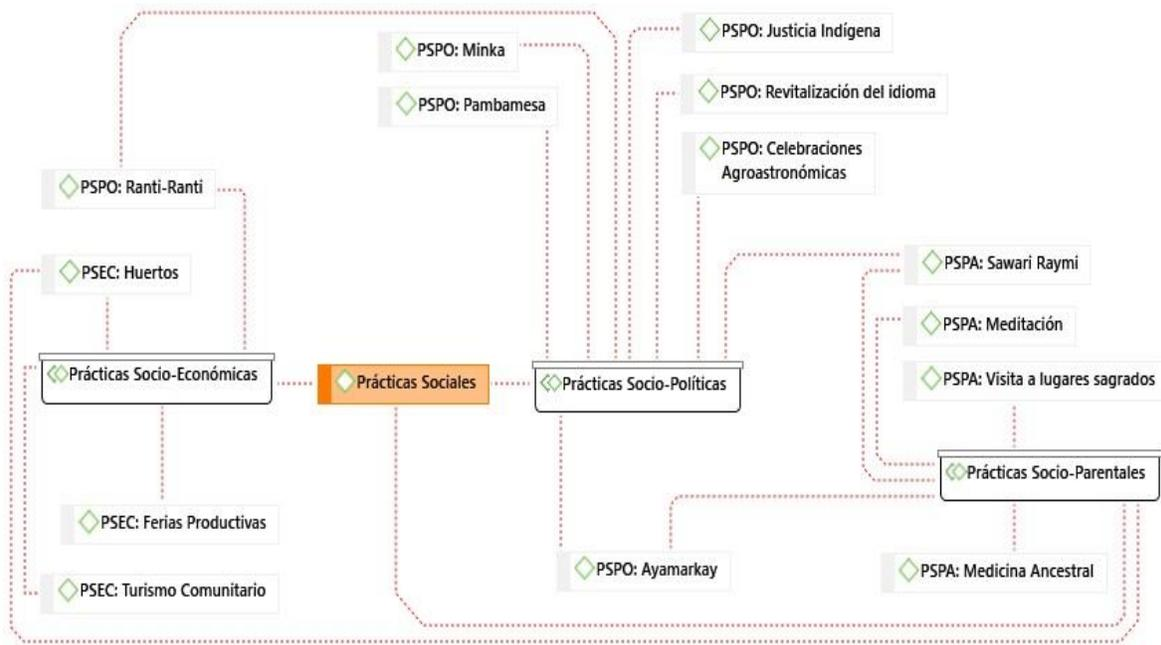 PSPO: Justicia Indígena
PSPO: Minka
PSPO: Revitalización del idioma
PSPO: Pambamesa
PSPO: Celebraciones
Agroastronómicas
PSPO: Ranti-Ranti
PSPA: Sawari Raymi
PSEC: Huertos
PSPA: Meditación
Prácticas Socio-Económicas
Prácticas Sociales
Prácticas Socio-Políticas
PSPA: Visita a lugares sagrados
Prácticas Socio-Parentales
PSEC: Ferias Productivas
PSPO: Ayamarkay
PSPA: Medicina Ancestral
PSEC: Turismo Comunitario